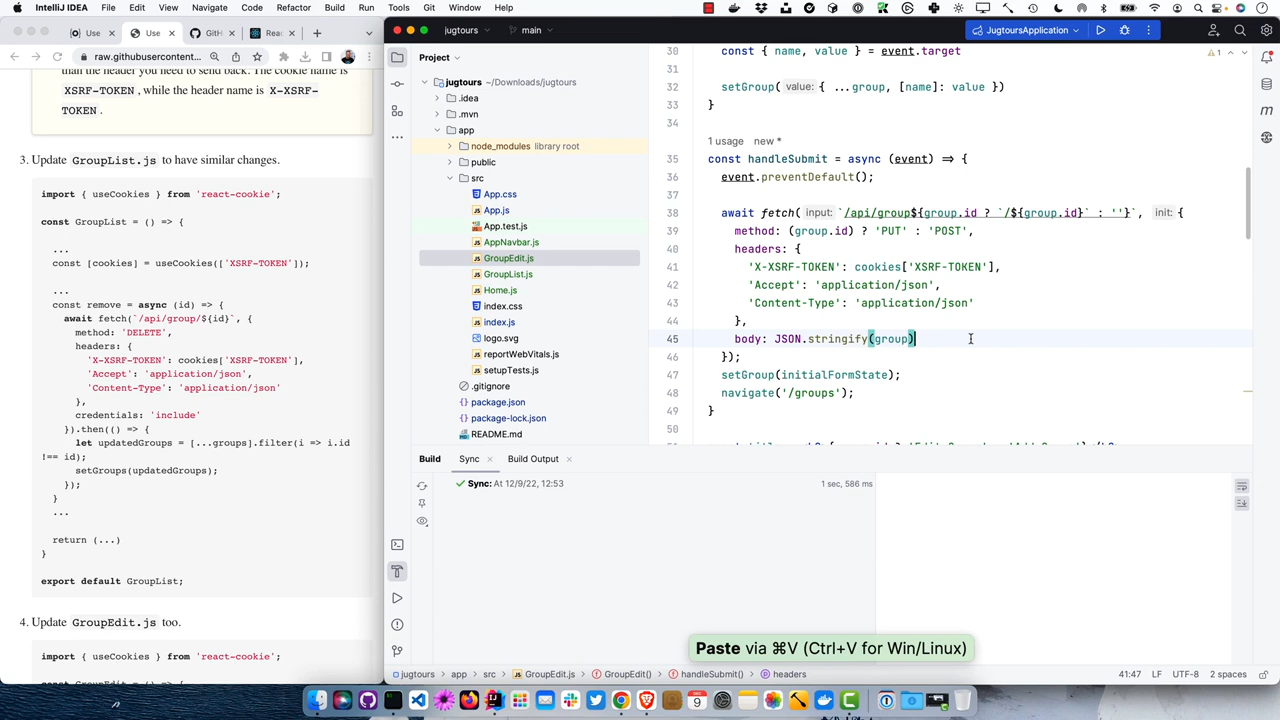 IntelliJ IDEA File Edit View Navigate Code Refactor Build Run Tools Git Window Help
Use
Use
GitH
Reac
raw.githubusercontent...
than the header you need to send back. The cookie name is
XSRF-TOKEN, while the header name is X-XSRF-
TOKEN.
3. Update GroupList.js to have similar changes.
import { useCookies } from 'react-cookie';
const GroupList = () => {
...
const [cookies] = useCookies(['XSRF-TOKEN']);
...
const remove = async (id) => {
await fetch(`/api/group/${id}`, {
method: 'DELETE',
headers: {
'X-XSRF-TOKEN': cookies['XSRF-TOKEN'],
'Accept': 'application/json',
'Content-Type': 'application/json'
},
credentials: 'include'
}).then(() => {
let updatedGroups = [...groups].filter(i => i.id
!== id);
setGroups(updatedGroups);
});
}
...
return (...)
}
export default GroupList;
4. Update GroupEdit.js too.
import { useCookies } from 'react-cookie';
jugtours
main
JugtoursApplication
Project
jugtours ~/Downloads/jugtours
.idea
.mvn
app
node_modules library root
public
src
App.css
App.js
App.test.js
AppNavbar.js
GroupEdit.js
GroupList.js
Home.js
index.css
index.js
logo.svg
reportWebVitals.js
setupTests.js
.gitignore
package.json
package-lock.json
README.md
30 const { name, value } = event.target
31
32 setGroup( value: { ...group, [name]: value })
33 }
34
1 usage new *
35 const handleSubmit = async (event) => {
36 event.preventDefault();
37
38 await fetch( input: `/api/group${group.id ? `/${group.id}` : ''}`, init: {
39 method: (group.id) ? 'PUT' : 'POST',
40 headers: {
41 'X-XSRF-TOKEN': cookies['XSRF-TOKEN'],
42 'Accept': 'application/json',
43 'Content-Type': 'application/json'
44 },
45 body: JSON.stringify(group)
46 });
47 setGroup(initialFormState);
48 navigate('/groups');
49 }
50
1
Build Sync Build Output
Sync: At 12/9/22, 12:53 1 sec, 586 ms
Paste via ⌘V (Ctrl+V for Win/Linux)
jugtours app src GroupEdit.js GroupEdit() handleSubmit() headers
41:47 LF UTF-8 2 spaces